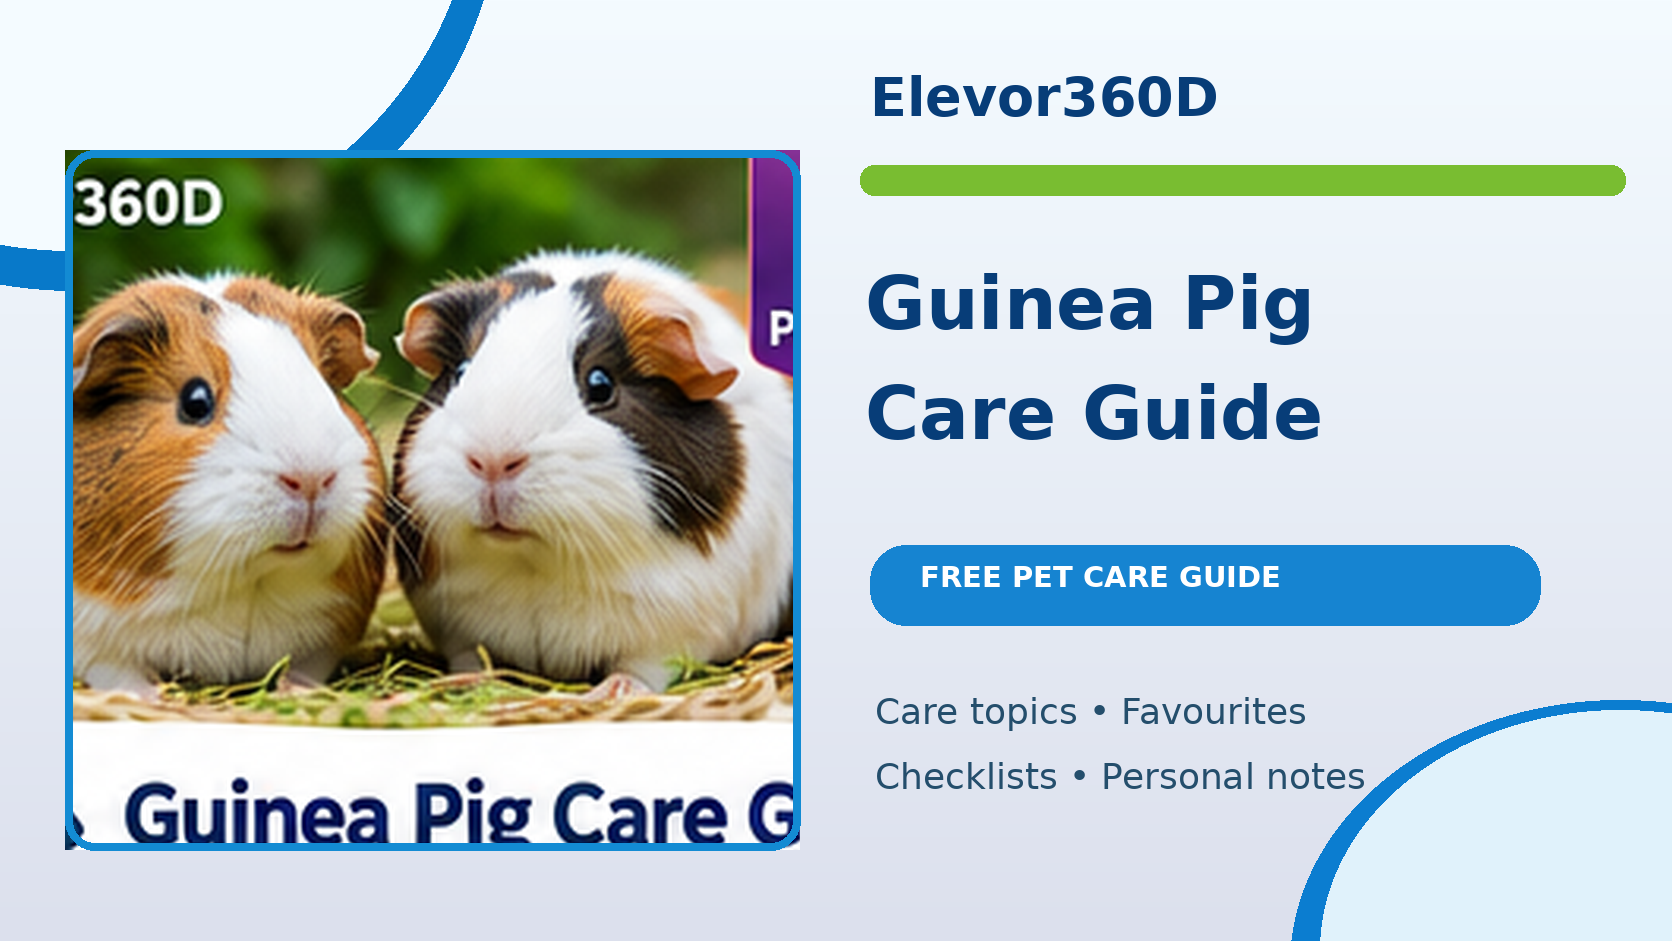 Elevor360D
360D
P
Guinea Pig
Care Guide
FREE PET CARE GUIDE
Care topics • Favourites
Checklists • Personal notes
Guinea Pig Care G